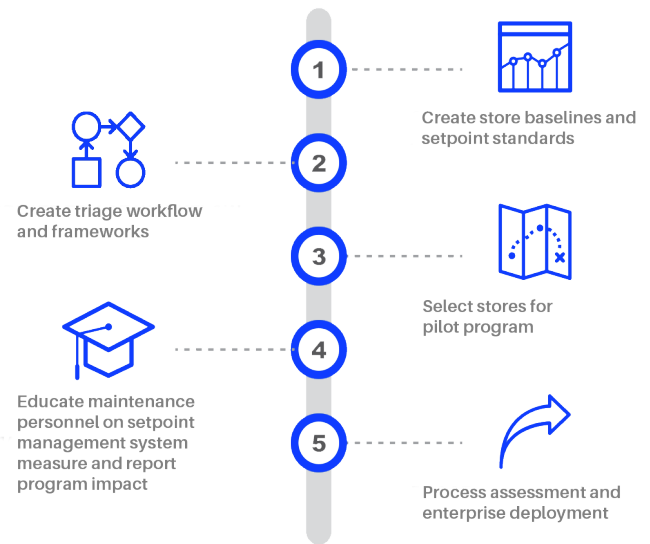 1
Create store baselines and
setpoint standards
2
Create triage workflow
and frameworks
3
Select stores for
pilot program
4
Educate maintenance
personnel on setpoint
management system
measure and report
program impact
5
Process assessment and
enterprise deployment